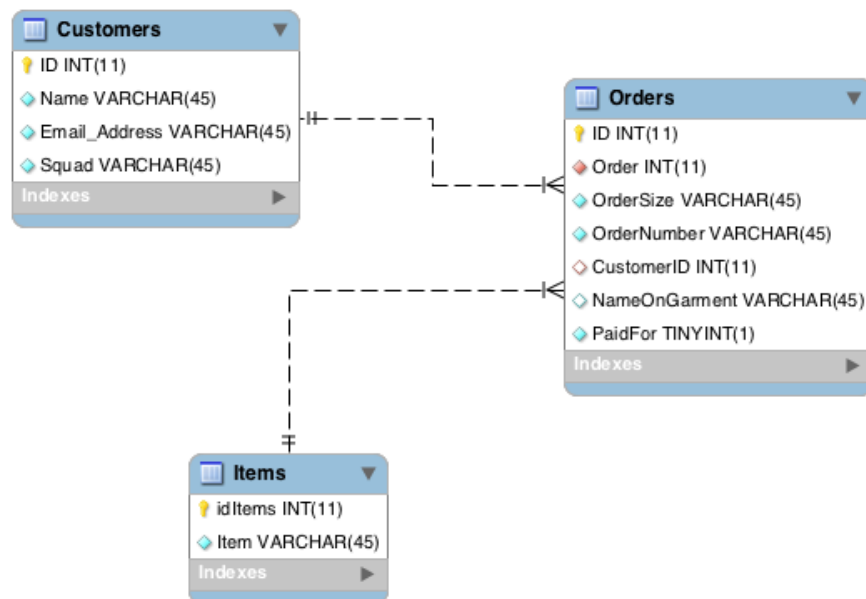 Customers
ID INT(11)
Name VARCHAR(45)
Email_Address VARCHAR(45)
Squad VARCHAR(45)
Indexes
Orders
ID INT(11)
Order INT(11)
OrderSize VARCHAR(45)
OrderNumber VARCHAR(45)
CustomerID INT(11)
NameOnGarment VARCHAR(45)
PaidFor TINYINT(1)
Indexes
Items
idItems INT(11)
Item VARCHAR(45)
Indexes